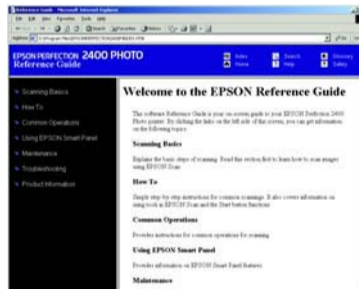 Reference Guide - Microsoft Internet Explorer
EPSON PERFECTION 2400 PHOTO
Reference Guide
Index
Search
Glossary
Home
Help
Safety
Scanning Basics
How To
Common Operations
Using EPSON Smart Panel
Maintenance
Troubleshooting
Product Information
Welcome to the EPSON Reference Guide
This software Reference Guide is your on-screen guide to your EPSON Perfection 2400
Photo scanner. By clicking the links on the left side of this screen, you can get information
on the following topics.
Scanning Basics
Explains the basic steps of scanning. Read this section first to learn how to scan images
using EPSON Scan.
How To
Simple step-by-step instructions for common scannings. It also covers information on
using tools in EPSON Scan and the Start button functions.
Common Operations
Provides instructions for common operations for scanning.
Using EPSON Smart Panel
Provides information on EPSON Smart Panel features.
Maintenance